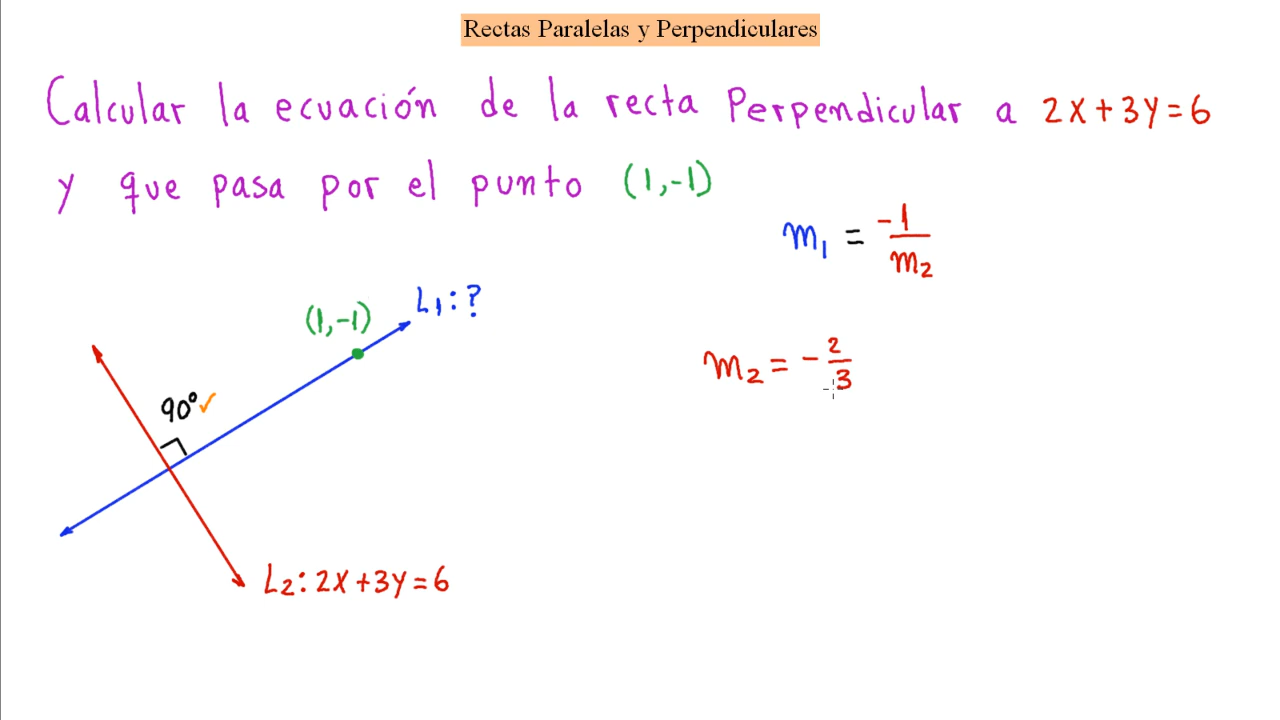 Rectas Paralelas y Perpendiculares
Calcular la ecuación de la recta Perpendicular a 2X+3Y=6
y que pasa por el punto (1,-1)
m₁ = -1/m₂
(1,-1) L₁:?
m₂ = -2/3
90°✓
L₂: 2X+3Y=6